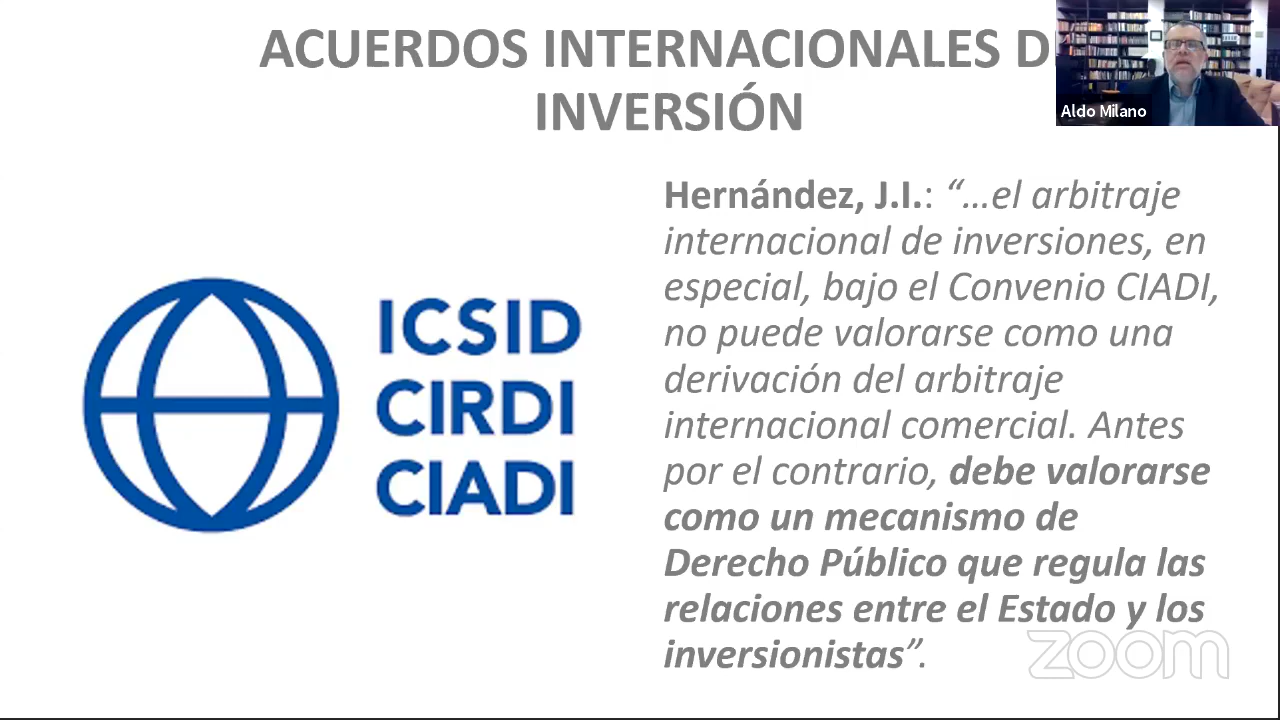 ACUERDOS INTERNACIONALES D
INVERSIÓN
Aldo Milano
Hernández, J.I.: “…el arbitraje
internacional de inversiones, en
especial, bajo el Convenio CIADI,
no puede valorarse como una
derivación del arbitraje
internacional comercial. Antes
por el contrario, debe valorarse
como un mecanismo de
Derecho Público que regula las
relaciones entre el Estado y los
inversionistas”.
ICSID
CIRDI
CIADI
zoom